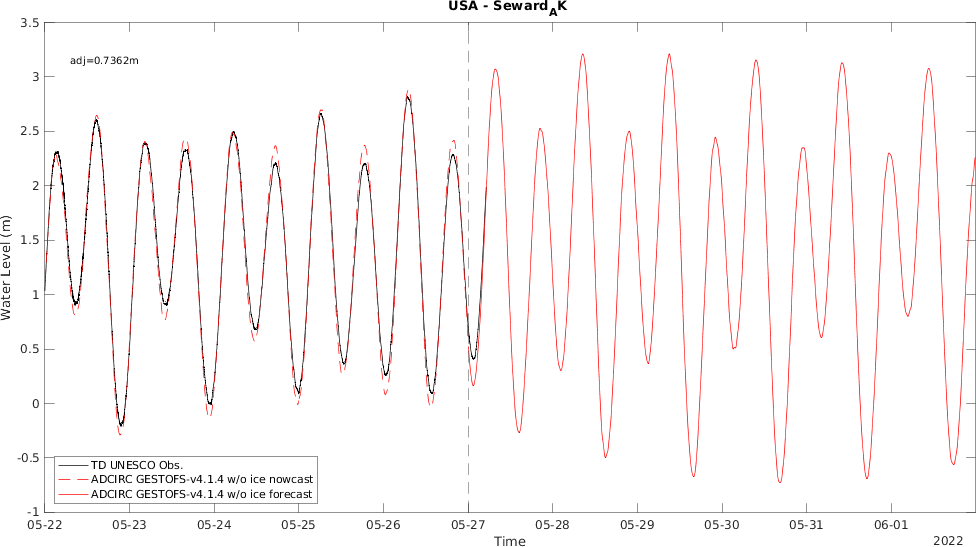 USA - Seward_AK
3.5
adj=0.7362m
3
2.5
2
1.5
1
0.5
0
-0.5
-1
Water Level (m)
TD UNESCO Obs.
ADCIRC GESTOFS-v4.1.4 w/o ice nowcast
ADCIRC GESTOFS-v4.1.4 w/o ice forecast
05-22 05-23 05-24 05-25 05-26 05-27 05-28 05-29 05-30 05-31 06-01
Time
2022